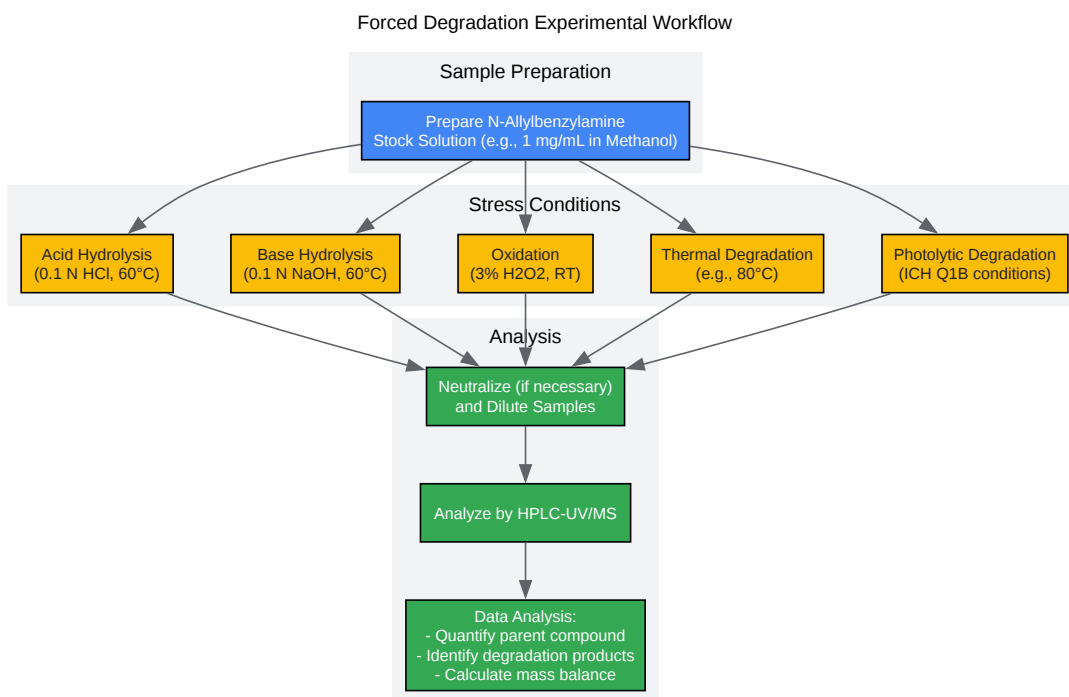 Forced Degradation Experimental Workflow
Sample Preparation
Prepare N-Allylbenzylamine
Stock Solution (e.g., 1 mg/mL in Methanol)
Stress Conditions
Acid Hydrolysis
(0.1 N HCl, 60°C)
Base Hydrolysis
(0.1 N NaOH, 60°C)
Oxidation
(3% H2O2, RT)
Thermal Degradation
(e.g., 80°C)
Photolytic Degradation
(ICH Q1B conditions)
Analysis
Neutralize (if necessary)
and Dilute Samples
Analyze by HPLC-UV/MS
Data Analysis:
- Quantify parent compound
- Identify degradation products
- Calculate mass balance